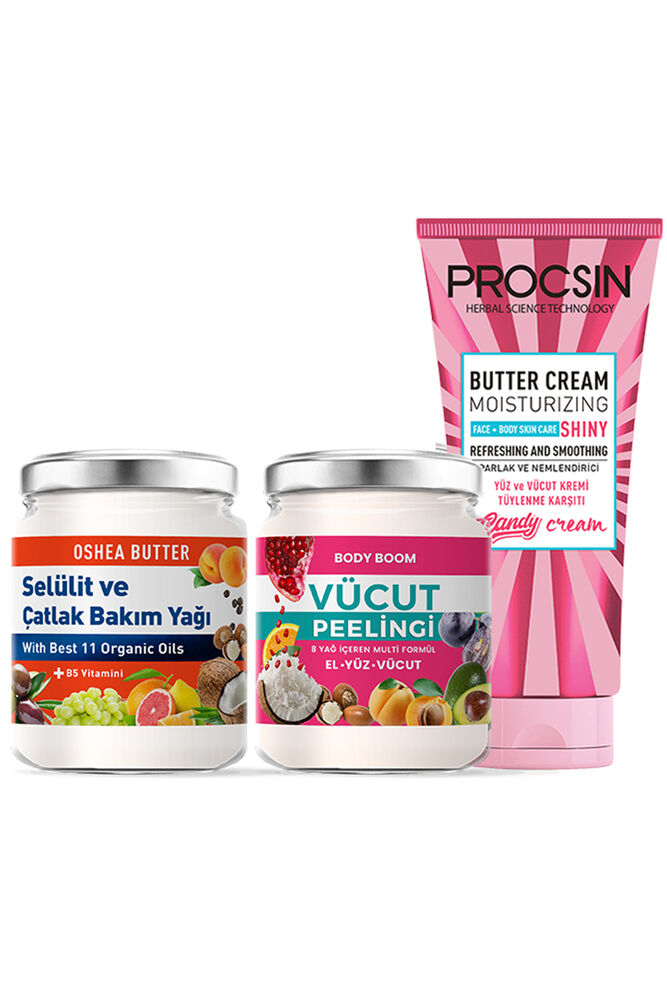 OSHEA BUTTER
Selülit ve
Çatlak Bakım Yağı
With Best 11 Organic Oils
+ B5 Vitamini
BODY BOOM
VÜCUT
PEELİNGİ
8 YAĞ İÇEREN MULTİ FORMÜL
EL • YÜZ • VÜCUT
PROCSIN
HERBAL SCIENCE TECHNOLOGY
BUTTER CREAM
MOISTURIZING
FACE + BODY SKIN CARE SHINY
REFRESHING AND SMOOTHING
PARLAK VE NEMLENDİRİCİ
YÜZ ve VÜCUT KREMİ
TÜYLENME KARŞITI
Candy cream